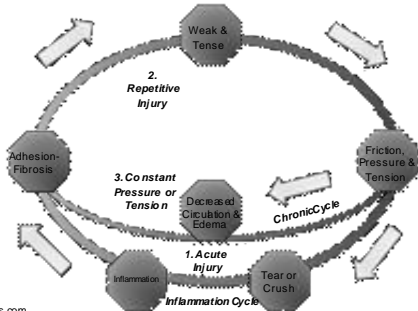 Weak &
Tense
2.
Repetitive
Injury
Adhesion-
Fibrosis
Friction,
Pressure &
Tension
3. Constant
Pressure or
Tension
Decreased
Circulation &
Edema
ChronicCycle
1. Acute
Injury
Inflammation
Tear or
Crush
Inflammation Cycle
s.com